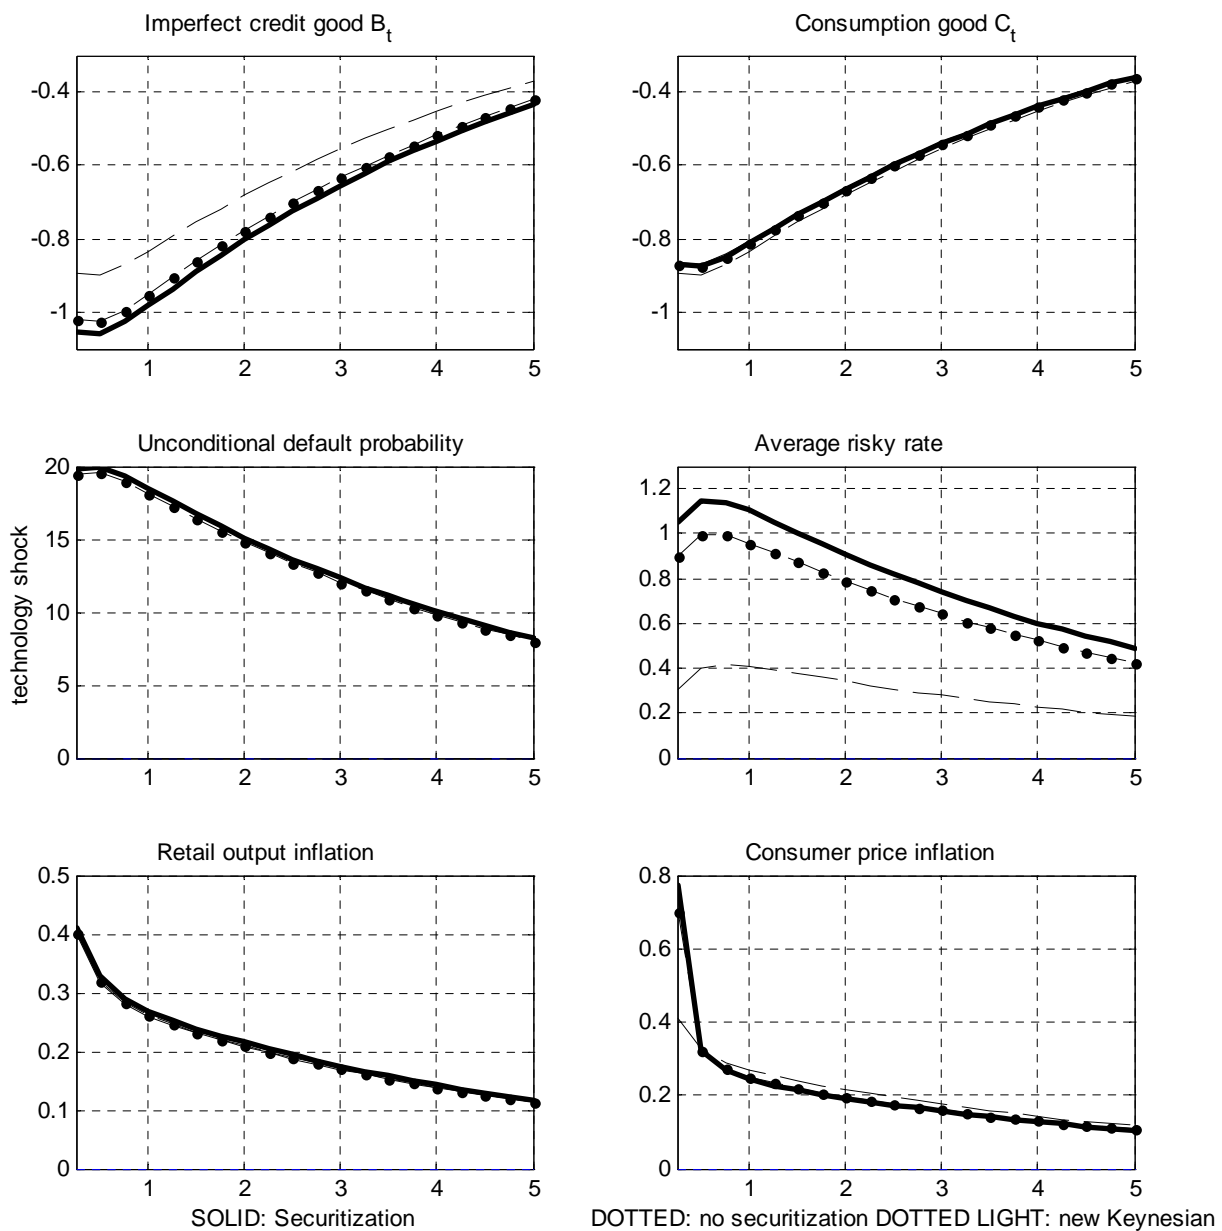 Imperfect credit good Bt
Consumption good Ct
-0.4
-0.6
-0.8
-1
1 2 3 4 5
-0.4
-0.6
-0.8
-1
1 2 3 4 5
Unconditional default probability
Average risky rate
technology shock
20
15
10
5
0
1 2 3 4 5
1.2
1
0.8
0.6
0.4
0.2
0
1 2 3 4 5
Retail output inflation
Consumer price inflation
0.5
0.4
0.3
0.2
0.1
0
1 2 3 4 5
0.8
0.6
0.4
0.2
0
1 2 3 4 5
SOLID: Securitization
DOTTED: no securitization DOTTED LIGHT: new Keynesian